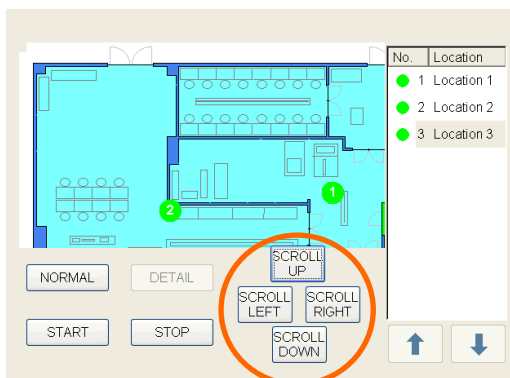 No. Location
1 Location 1
2 Location 2
3 Location 3
1
2
NORMAL
DETAIL
SCROLL
UP
SCROLL
LEFT
SCROLL
RIGHT
START
STOP
SCROLL
DOWN